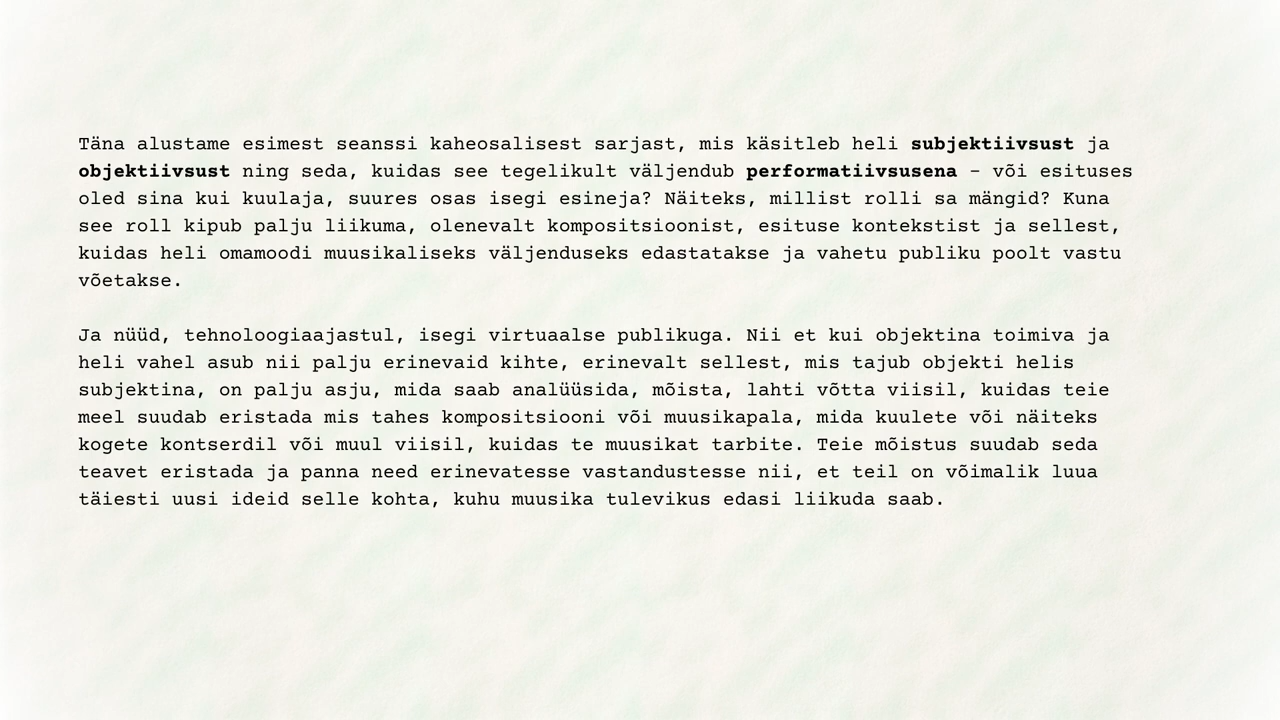 Täna alustame esimest seanssi kaheosalisest sarjast, mis käsitleb heli subjektiivsust ja
objektiivsust ning seda, kuidas see tegelikult väljendub performatiivsusena – või esituses
oled sina kui kuulaja, suures osas isegi esineja? Näiteks, millist rolli sa mängid? Kuna
see roll kipub palju liikuma, olenevalt kompositsioonist, esituse kontekstist ja sellest,
kuidas heli omamoodi muusikaliseks väljenduseks edastatakse ja vahetu publiku poolt vastu
võetakse.
Ja nüüd, tehnoloogiaajastul, isegi virtuaalse publikuga. Nii et kui objektina toimiva ja
heli vahel asub nii palju erinevaid kihte, erinevalt sellest, mis tajub objekti helis
subjektina, on palju asju, mida saab analüüsida, mõista, lahti võtta viisil, kuidas teie
meel suudab eristada mis tahes kompositsiooni või muusikapala, mida kuulete või näiteks
kogete kontserdil või muul viisil, kuidas te muusikat tarbite. Teie mõistus suudab seda
teavet eristada ja panna need erinevatesse vastandustesse nii, et teil on võimalik luua
täiesti uusi ideid selle kohta, kuhu muusika tulevikus edasi liikuda saab.